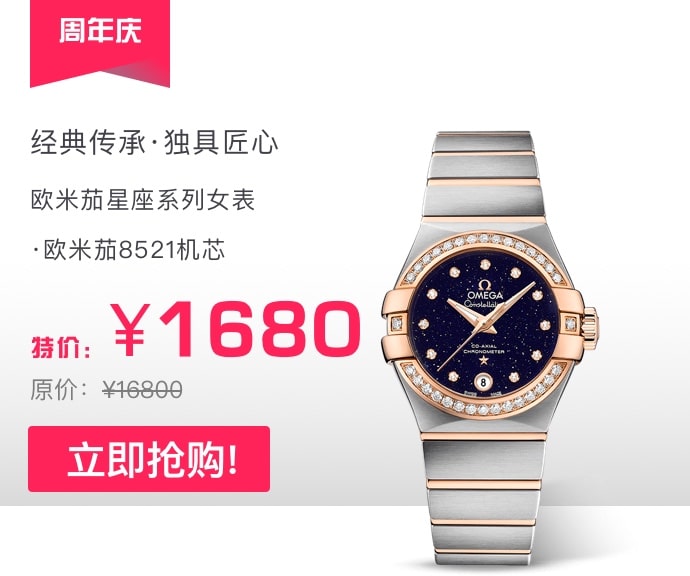 周年庆
经典传承·独具匠心
欧米茄星座系列女表
·欧米茄8521机芯
特价：¥1680
原价：¥16800
立即抢购!
Ω
OMEGA
Constellation
CO-AXIAL
CHRONOMETER
8